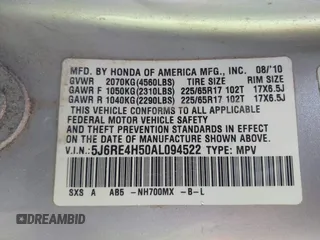 MFD. BY HONDA OF AMERICA MFG., INC. 08/'10
GVWR 2070KG(4560LBS) TIRE SIZE RIM SIZE
GAWR F 1050KG(2310LBS) 225/65R17 102T 17X6.5J
GAWR R 1040KG(2290LBS) 225/65R17 102T 17X6.5J
THIS VEHICLE CONFORMS TO ALL APPLICABLE
FEDERAL MOTOR VEHICLE SAFETY AND THEFT
PREVENTION STANDARDS IN EFFECT ON THE DATE OF
MANUFACTURE SHOWN ABOVE.
V.I.N.: 5J6RE4H50AL094522 TYPE: MPV
SXS A AB5 -NH700MX -B-L
DREAMBID